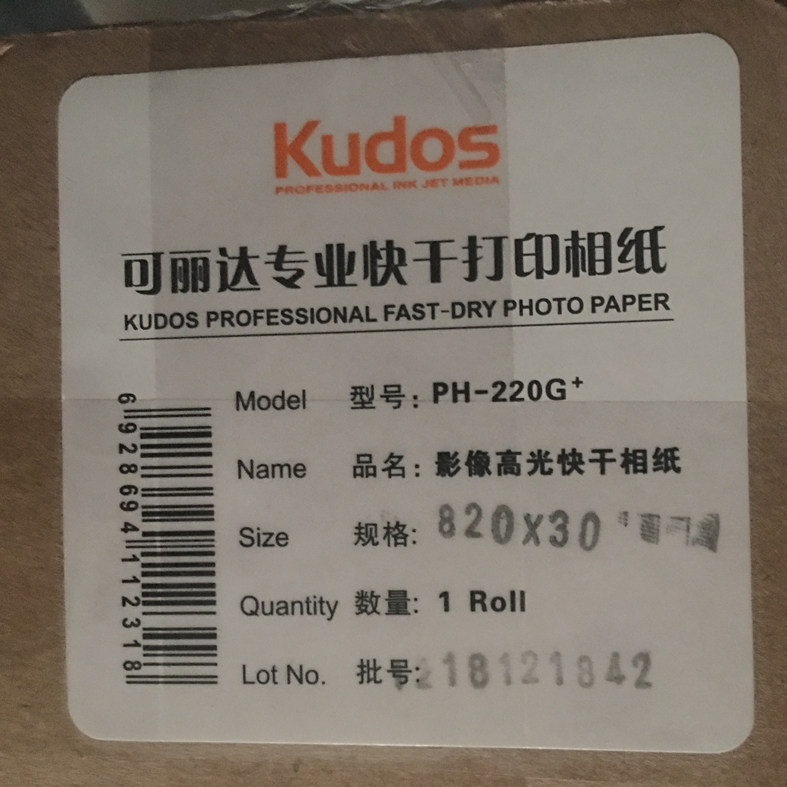 Kudos
PROFESSIONAL INK JET MEDIA
可丽达专业快干打印相纸
KUDOS PROFESSIONAL FAST-DRY PHOTO PAPER
Model 型号: PH-220G⁺
Name 品名: 影像高光快干相纸
Size 规格: 820X30
Quantity 数量: 1 Roll
Lot No. 批号: 18121842
6928694112318